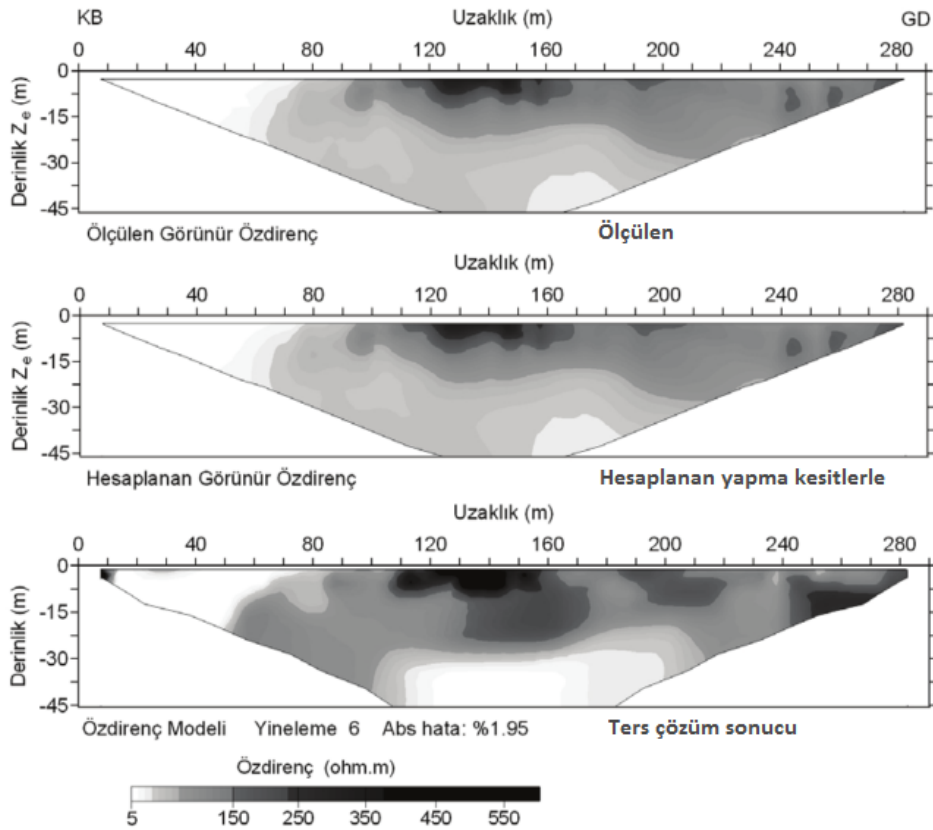 KB Uzaklık (m) GD
0 40 80 120 160 200 240 280
Derinlik Ze (m)
0
-15
-30
-45
Ölçülen Görünür Özdirenç Ölçülen
Uzaklık (m)
0 40 80 120 160 200 240 280
Derinlik Ze (m)
0
-15
-30
-45
Hesaplanan Görünür Özdirenç Hesaplanan yapma kesitlerle
Uzaklık (m)
0 40 80 120 160 200 240 280
Derinlik (m)
0
-15
-30
-45
Özdirenç Modeli Yineleme 6 Abs hata: %1.95 Ters çözüm sonucu
Özdirenç (ohm.m)
5 150 250 350 450 550